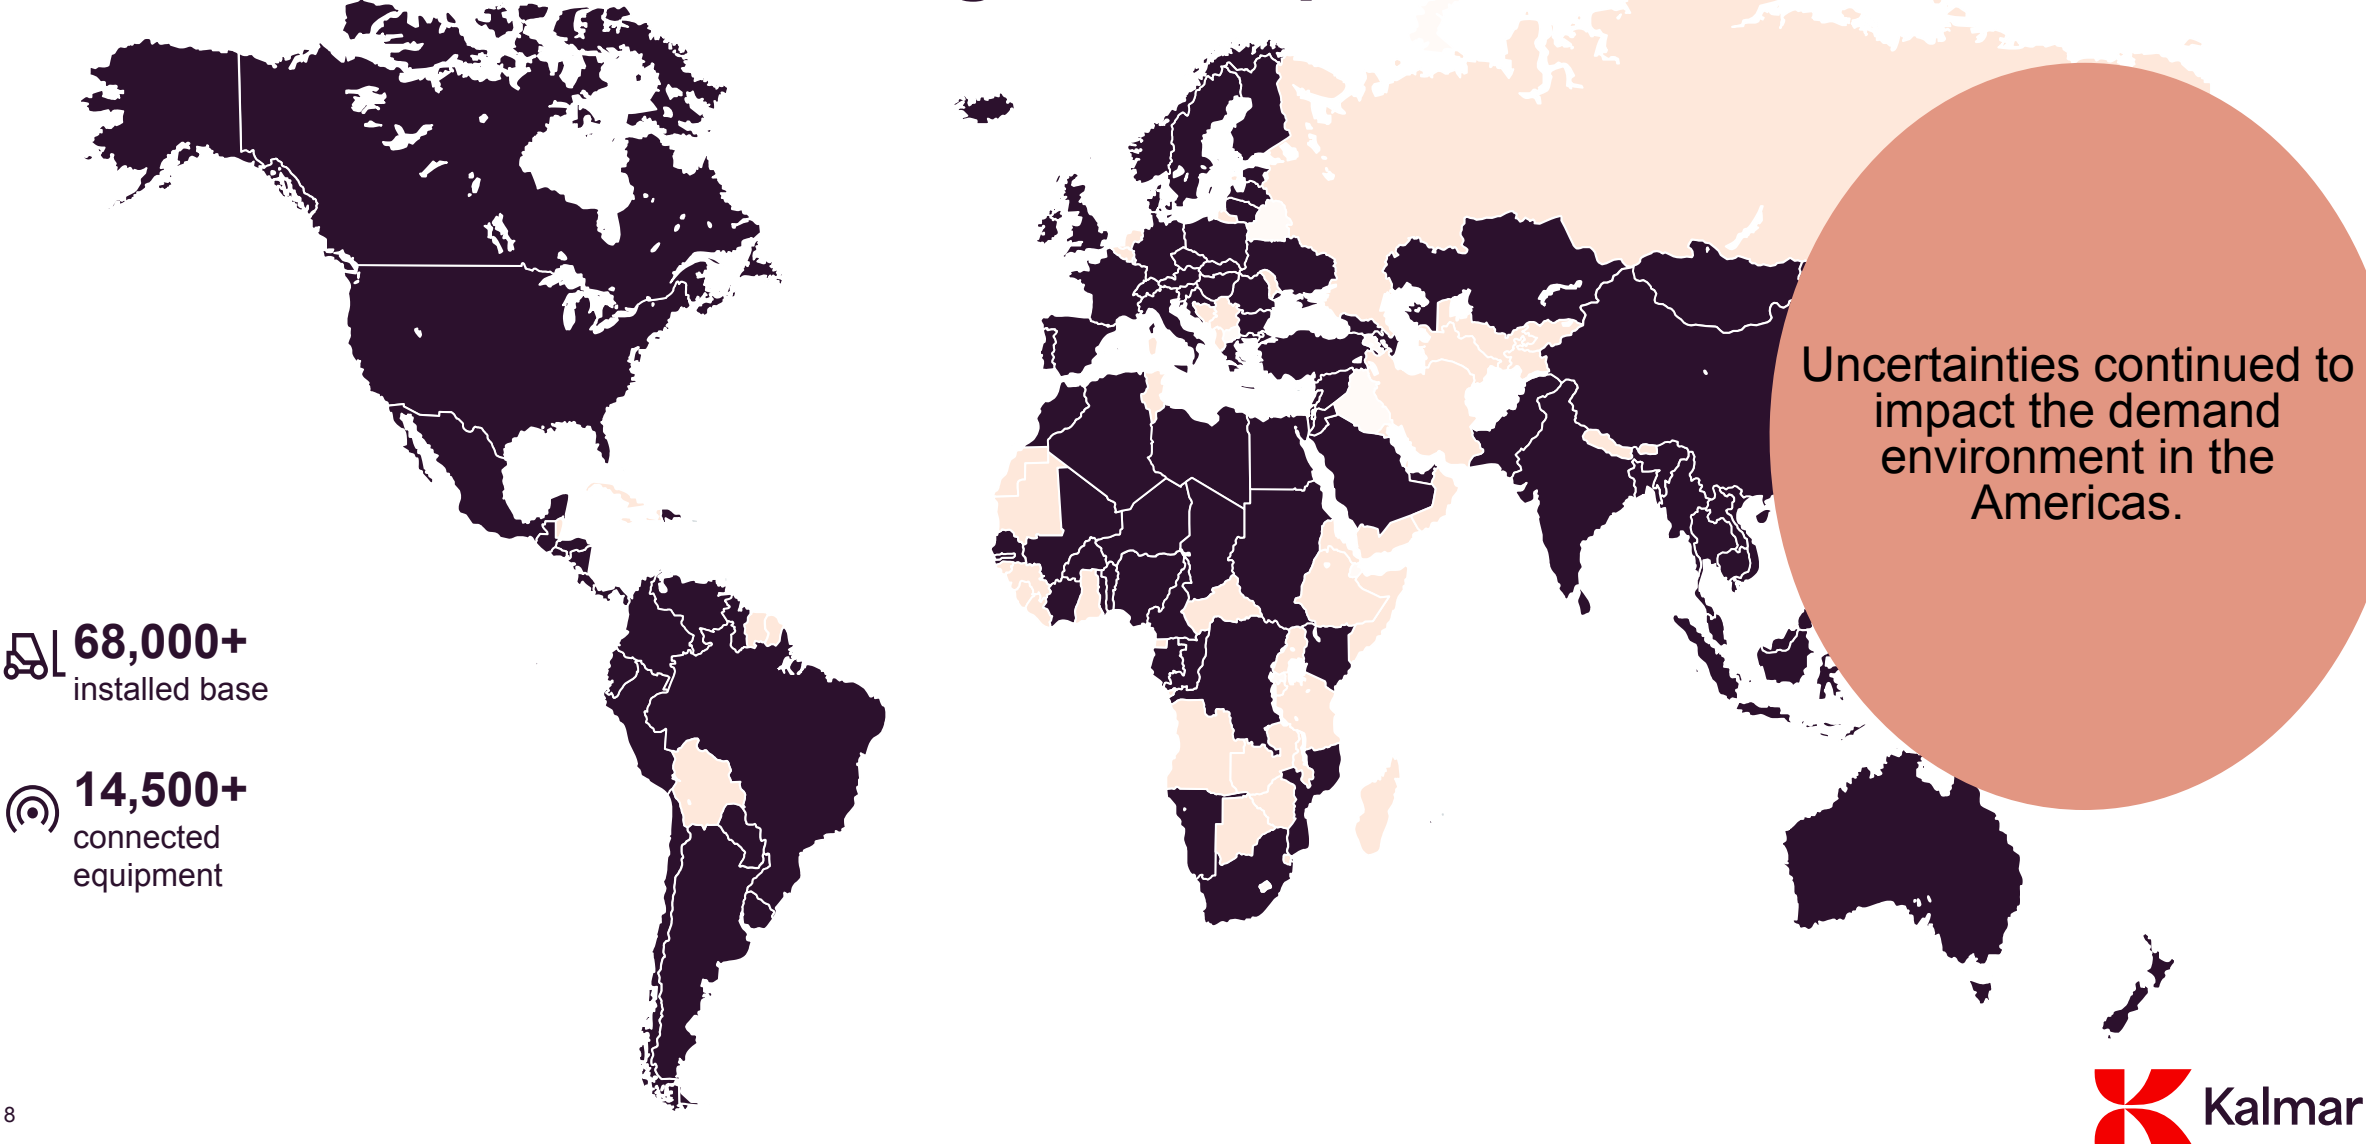 68,000+
installed base
14,500+
connected
equipment
Uncertainties continued to
impact the demand
environment in the
Americas.
8
Kalmar